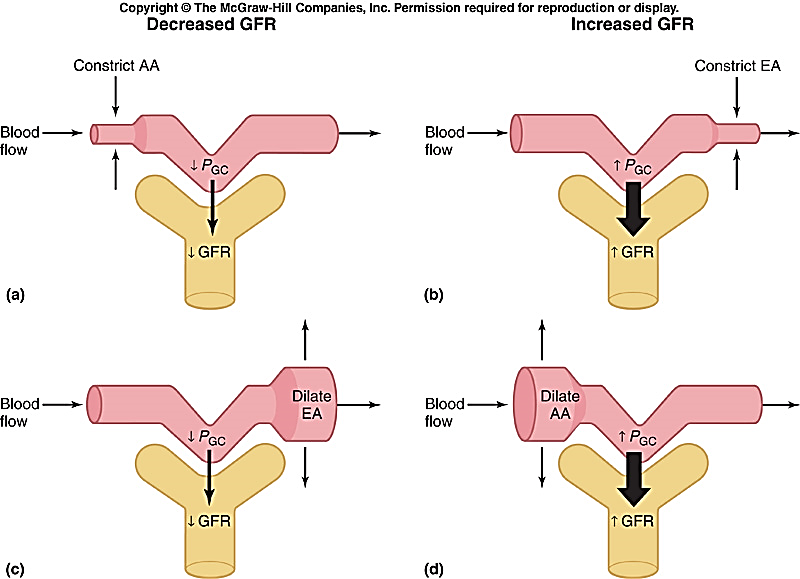 Copyright © The McGraw-Hill Companies, Inc. Permission required for reproduction or display.
Decreased GFR
Increased GFR
Constrict AA
Blood
flow
↓ PGC
↓ GFR
(a)
Constrict EA
Blood
flow
↑ PGC
↑ GFR
(b)
Blood
flow
Dilate
EA
↓ PGC
↓ GFR
(c)
Blood
flow
Dilate
AA
↑ PGC
↑ GFR
(d)